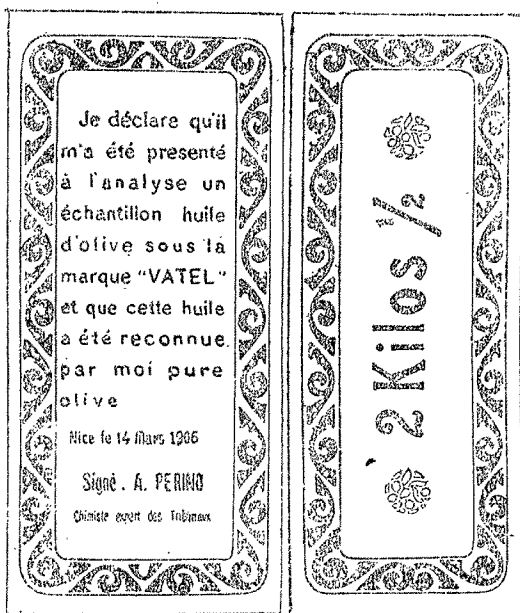 Je déclare qu'il
m'a été presenté
à l'analyse un
échantillon huile
d'olive sous la
marque "VATEL"
et que cette huile
a été reconnue
par moi pure
olive
Nice le 14 Mars 1906
Signé . A. PERINO
Chimiste expert des Tribunaux
2 Kilos 1/2